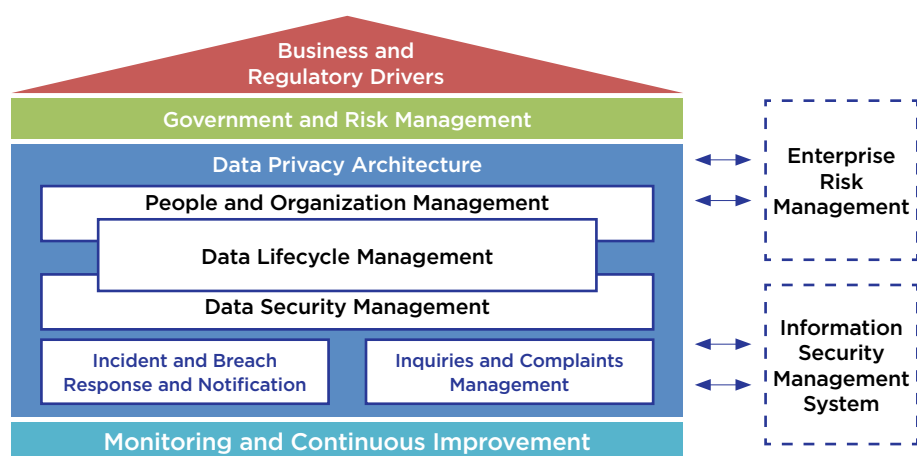 Business and
Regulatory Drivers
Government and Risk Management
Data Privacy Architecture
People and Organization Management
Data Lifecycle Management
Data Security Management
Incident and Breach
Response and Notification
Inquiries and Complaints
Management
Monitoring and Continuous Improvement
Enterprise
Risk
Management
Information
Security
Management
System